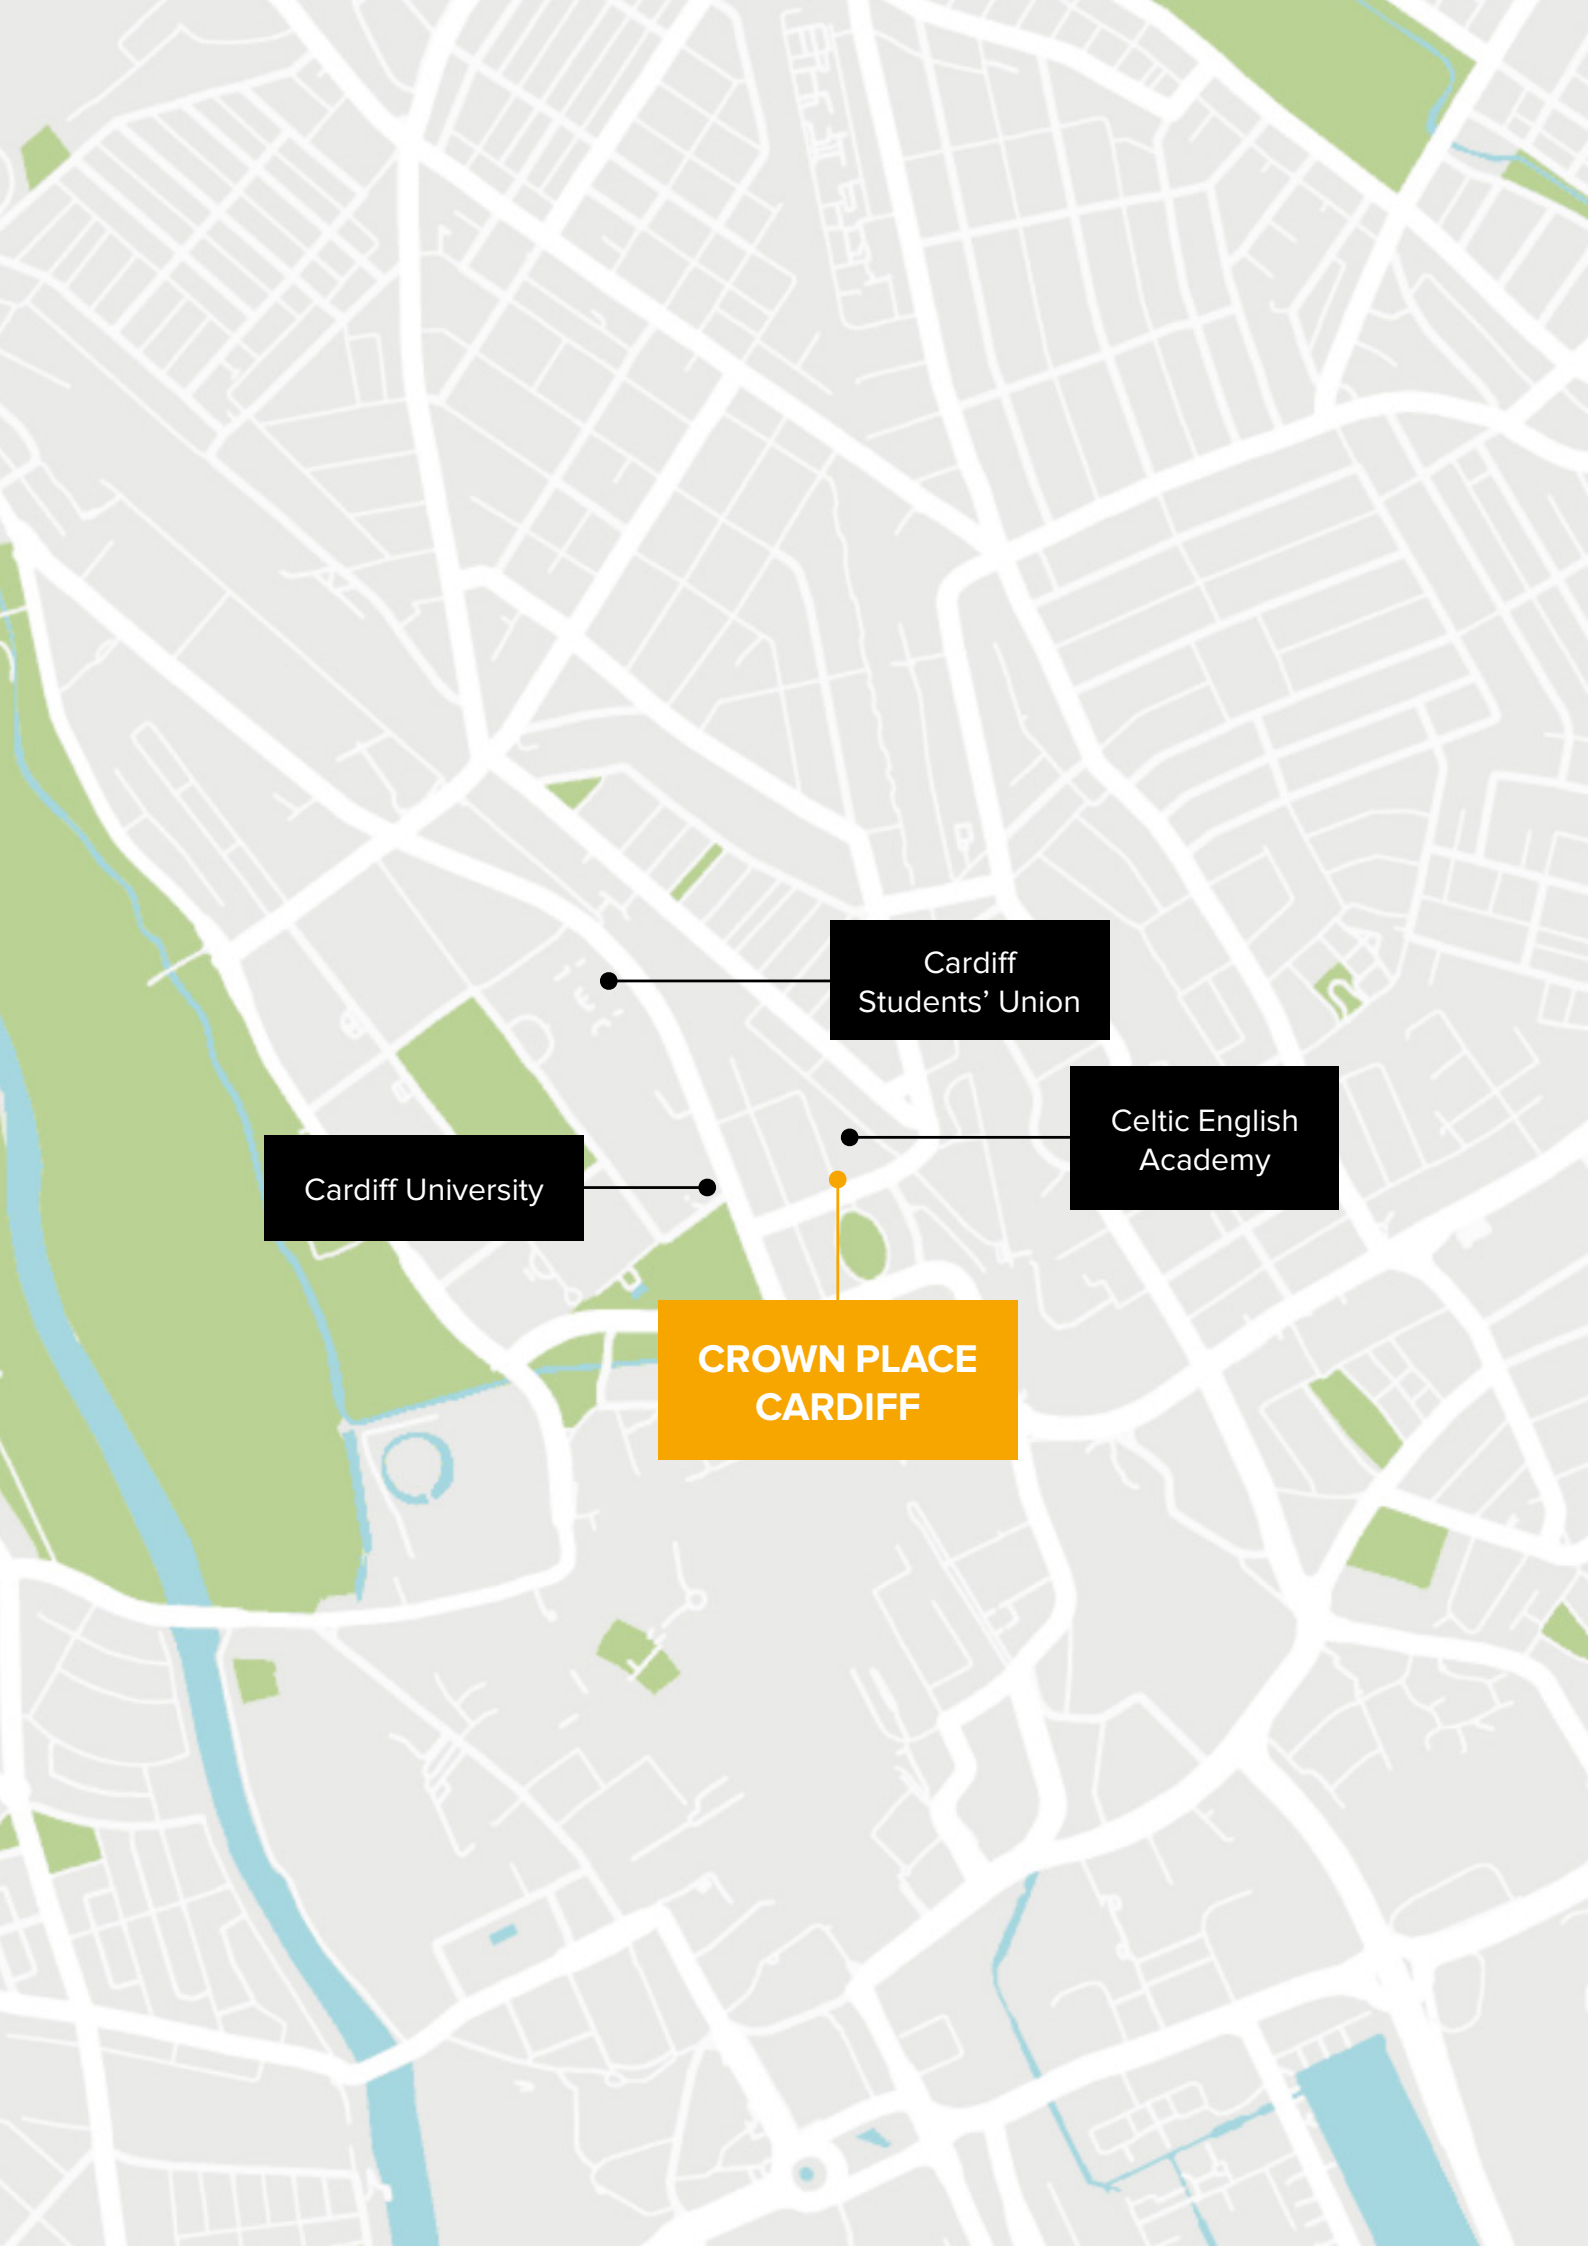 Cardiff
Students’ Union
Celtic English
Academy
Cardiff University
CROWN PLACE
CARDIFF